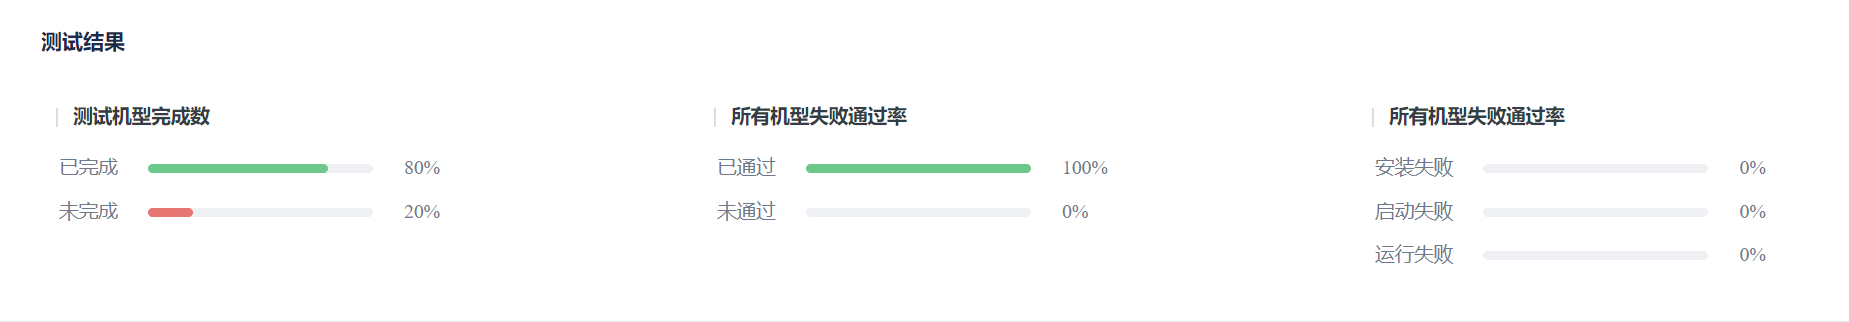 测试结果
测试机型完成数
已完成 80%
未完成 20%
所有机型失败通过率
已通过 100%
未通过 0%
所有机型失败通过率
安装失败 0%
启动失败 0%
运行失败 0%